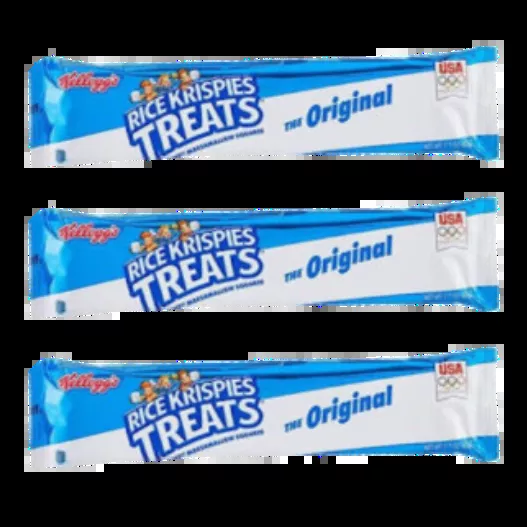 Kellogg's
RICE KRISPIES
TREATS
THE Original
USA
Kellogg's
RICE KRISPIES
TREATS
THE Original
USA
Kellogg's
RICE KRISPIES
TREATS
THE Original
USA